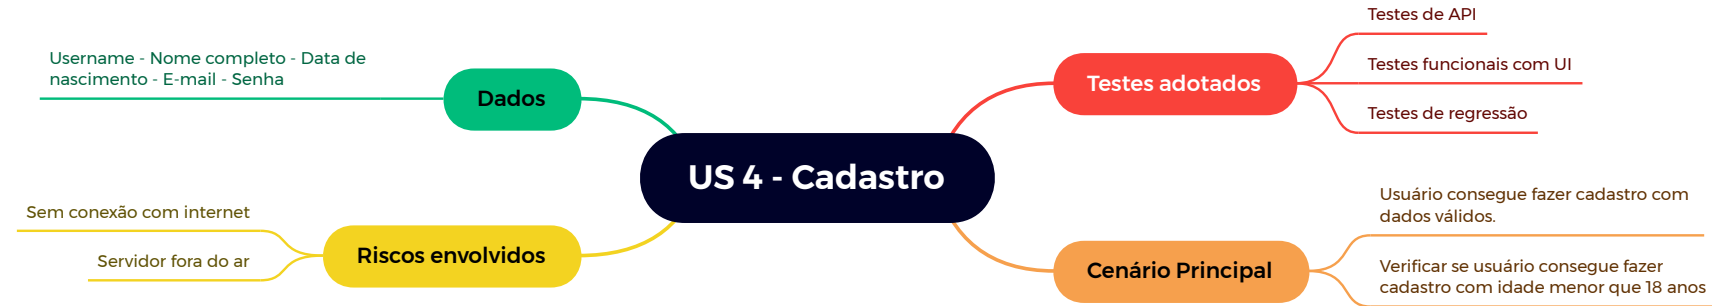 US 4 - Cadastro
Dados
Username - Nome completo - Data de
nascimento - E-mail - Senha
Riscos envolvidos
Sem conexão com internet
Servidor fora do ar
Testes adotados
Testes de API
Testes funcionais com UI
Testes de regressão
Cenário Principal
Usuário consegue fazer cadastro com
dados válidos.
Verificar se usuário consegue fazer
cadastro com idade menor que 18 anos